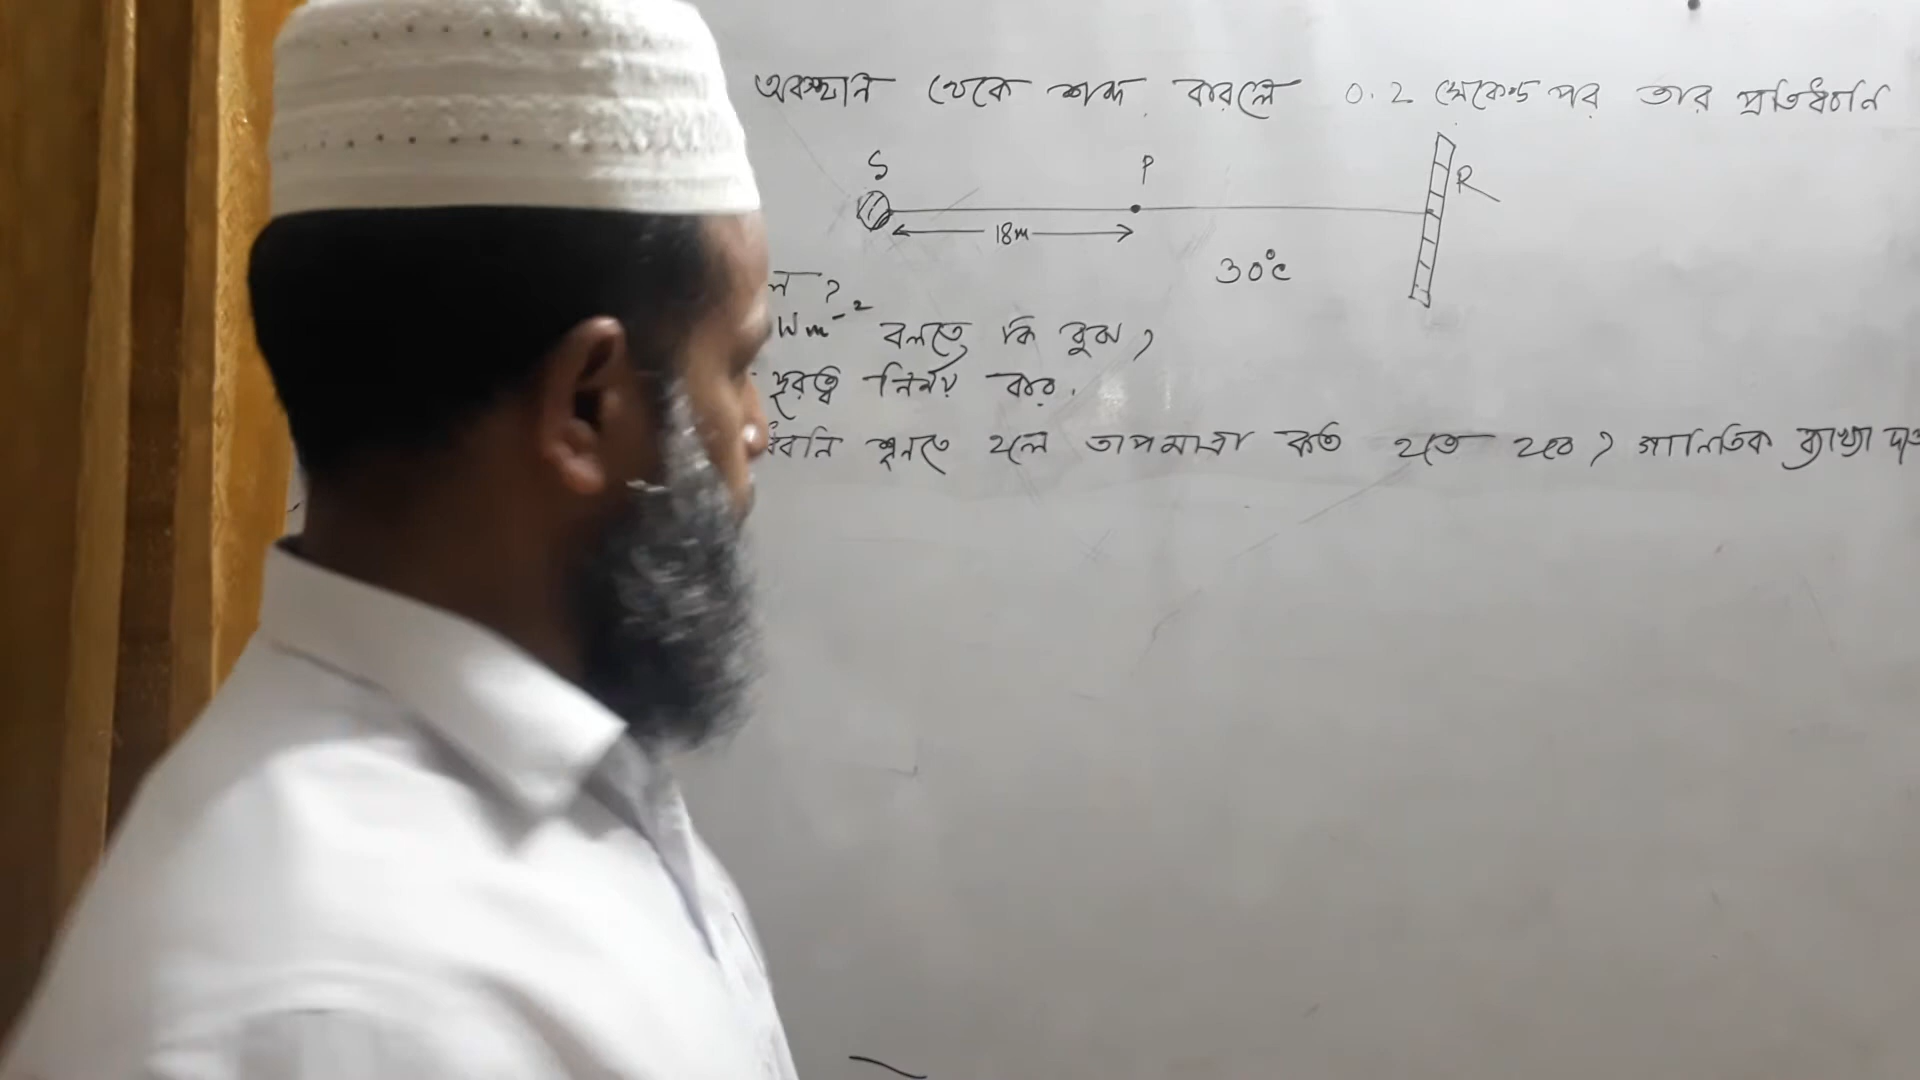 অবস্থান থেকে শব্দ করলে 0.2 সেকেন্ড পর তার প্রতিধ্বনি
S P R
18m
30°c
ল ?
Wm⁻² বলতে কি বুঝ ?
দূরত্ব নির্ণয় কর.
ধ্বনি শুনতে হলে তাপমাত্রা কত হতে হবে ? গানিতিক ব্যাখ্যা দাও